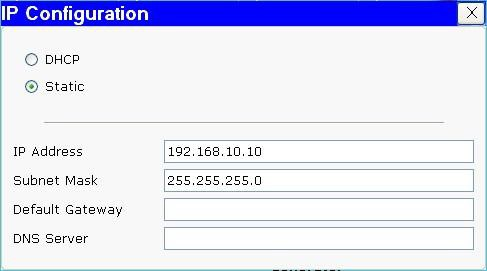 IP Configuration X
DHCP
Static
IP Address 192.168.10.10
Subnet Mask 255.255.255.0
Default Gateway
DNS Server